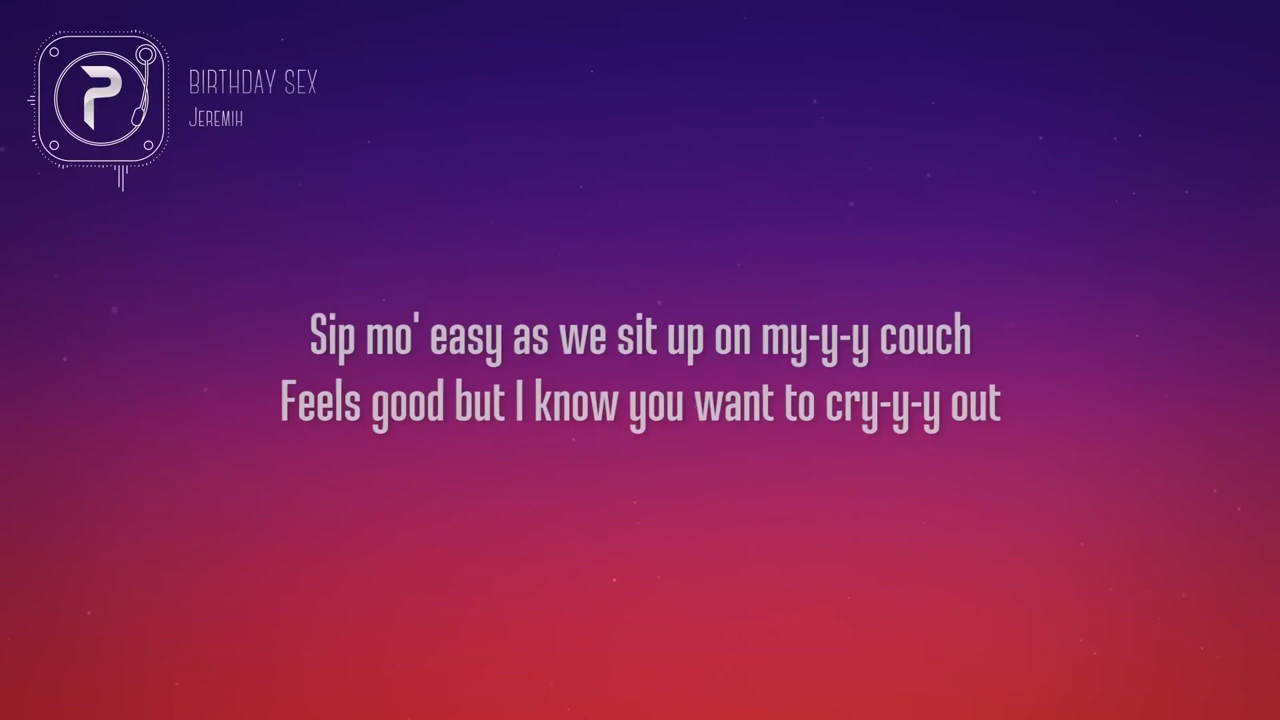 BIRTHDAY SEX
JEREMIH
Sip mo' easy as we sit up on my-y-y couch
Feels good but I know you want to cry-y-y out